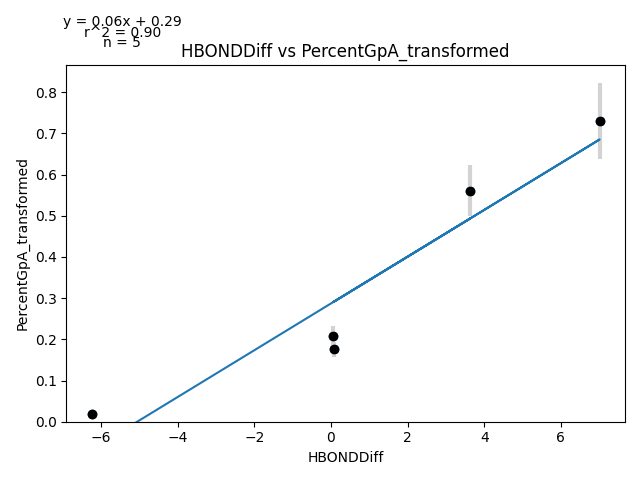 y = 0.06x + 0.29
r^2 = 0.90
n = 5
HBONDDiff vs PercentGpA_transformed
PercentGpA_transformed
0.8
0.7
0.6
0.5
0.4
0.3
0.2
0.1
0.0
−6 −4 −2 0 2 4 6
HBONDDiff